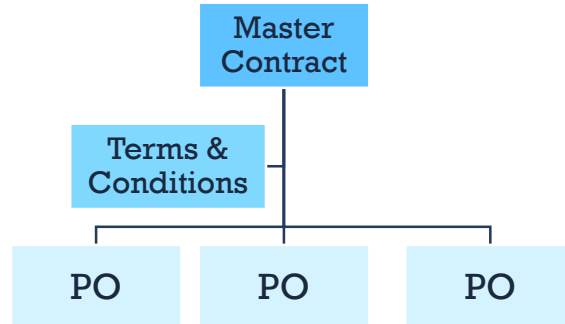 Master
Contract
Terms &
Conditions
PO
PO
PO